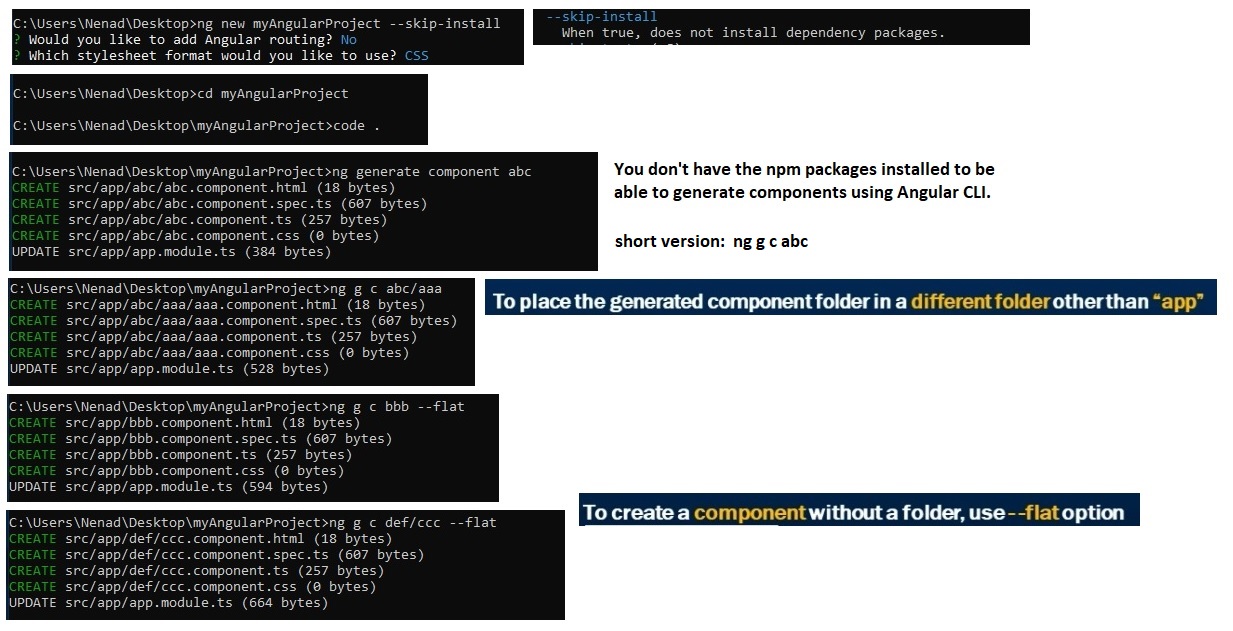 C:\Users\Nenad\Desktop>ng new myAngularProject --skip-install
? Would you like to add Angular routing? No
? Which stylesheet format would you like to use? CSS
--skip-install
When true, does not install dependency packages.
C:\Users\Nenad\Desktop>cd myAngularProject
C:\Users\Nenad\Desktop\myAngularProject>code .
C:\Users\Nenad\Desktop\myAngularProject>ng generate component abc
CREATE src/app/abc/abc.component.html (18 bytes)
CREATE src/app/abc/abc.component.spec.ts (607 bytes)
CREATE src/app/abc/abc.component.ts (257 bytes)
CREATE src/app/abc/abc.component.css (0 bytes)
UPDATE src/app/app.module.ts (384 bytes)
You don't have the npm packages installed to be
able to generate components using Angular CLI.
short version: ng g c abc
C:\Users\Nenad\Desktop\myAngularProject>ng g c abc/aaa
CREATE src/app/abc/aaa/aaa.component.html (18 bytes)
CREATE src/app/abc/aaa/aaa.component.spec.ts (607 bytes)
CREATE src/app/abc/aaa/aaa.component.ts (257 bytes)
CREATE src/app/abc/aaa/aaa.component.css (0 bytes)
UPDATE src/app/app.module.ts (528 bytes)
To place the generated component folder in a different folder other than “app”
C:\Users\Nenad\Desktop\myAngularProject>ng g c bbb --flat
CREATE src/app/bbb.component.html (18 bytes)
CREATE src/app/bbb.component.spec.ts (607 bytes)
CREATE src/app/bbb.component.ts (257 bytes)
CREATE src/app/bbb.component.css (0 bytes)
UPDATE src/app/app.module.ts (594 bytes)
To create a component without a folder, use --flat option
C:\Users\Nenad\Desktop\myAngularProject>ng g c def/ccc --flat
CREATE src/app/def/ccc.component.html (18 bytes)
CREATE src/app/def/ccc.component.spec.ts (607 bytes)
CREATE src/app/def/ccc.component.ts (257 bytes)
CREATE src/app/def/ccc.component.css (0 bytes)
UPDATE src/app/app.module.ts (664 bytes)